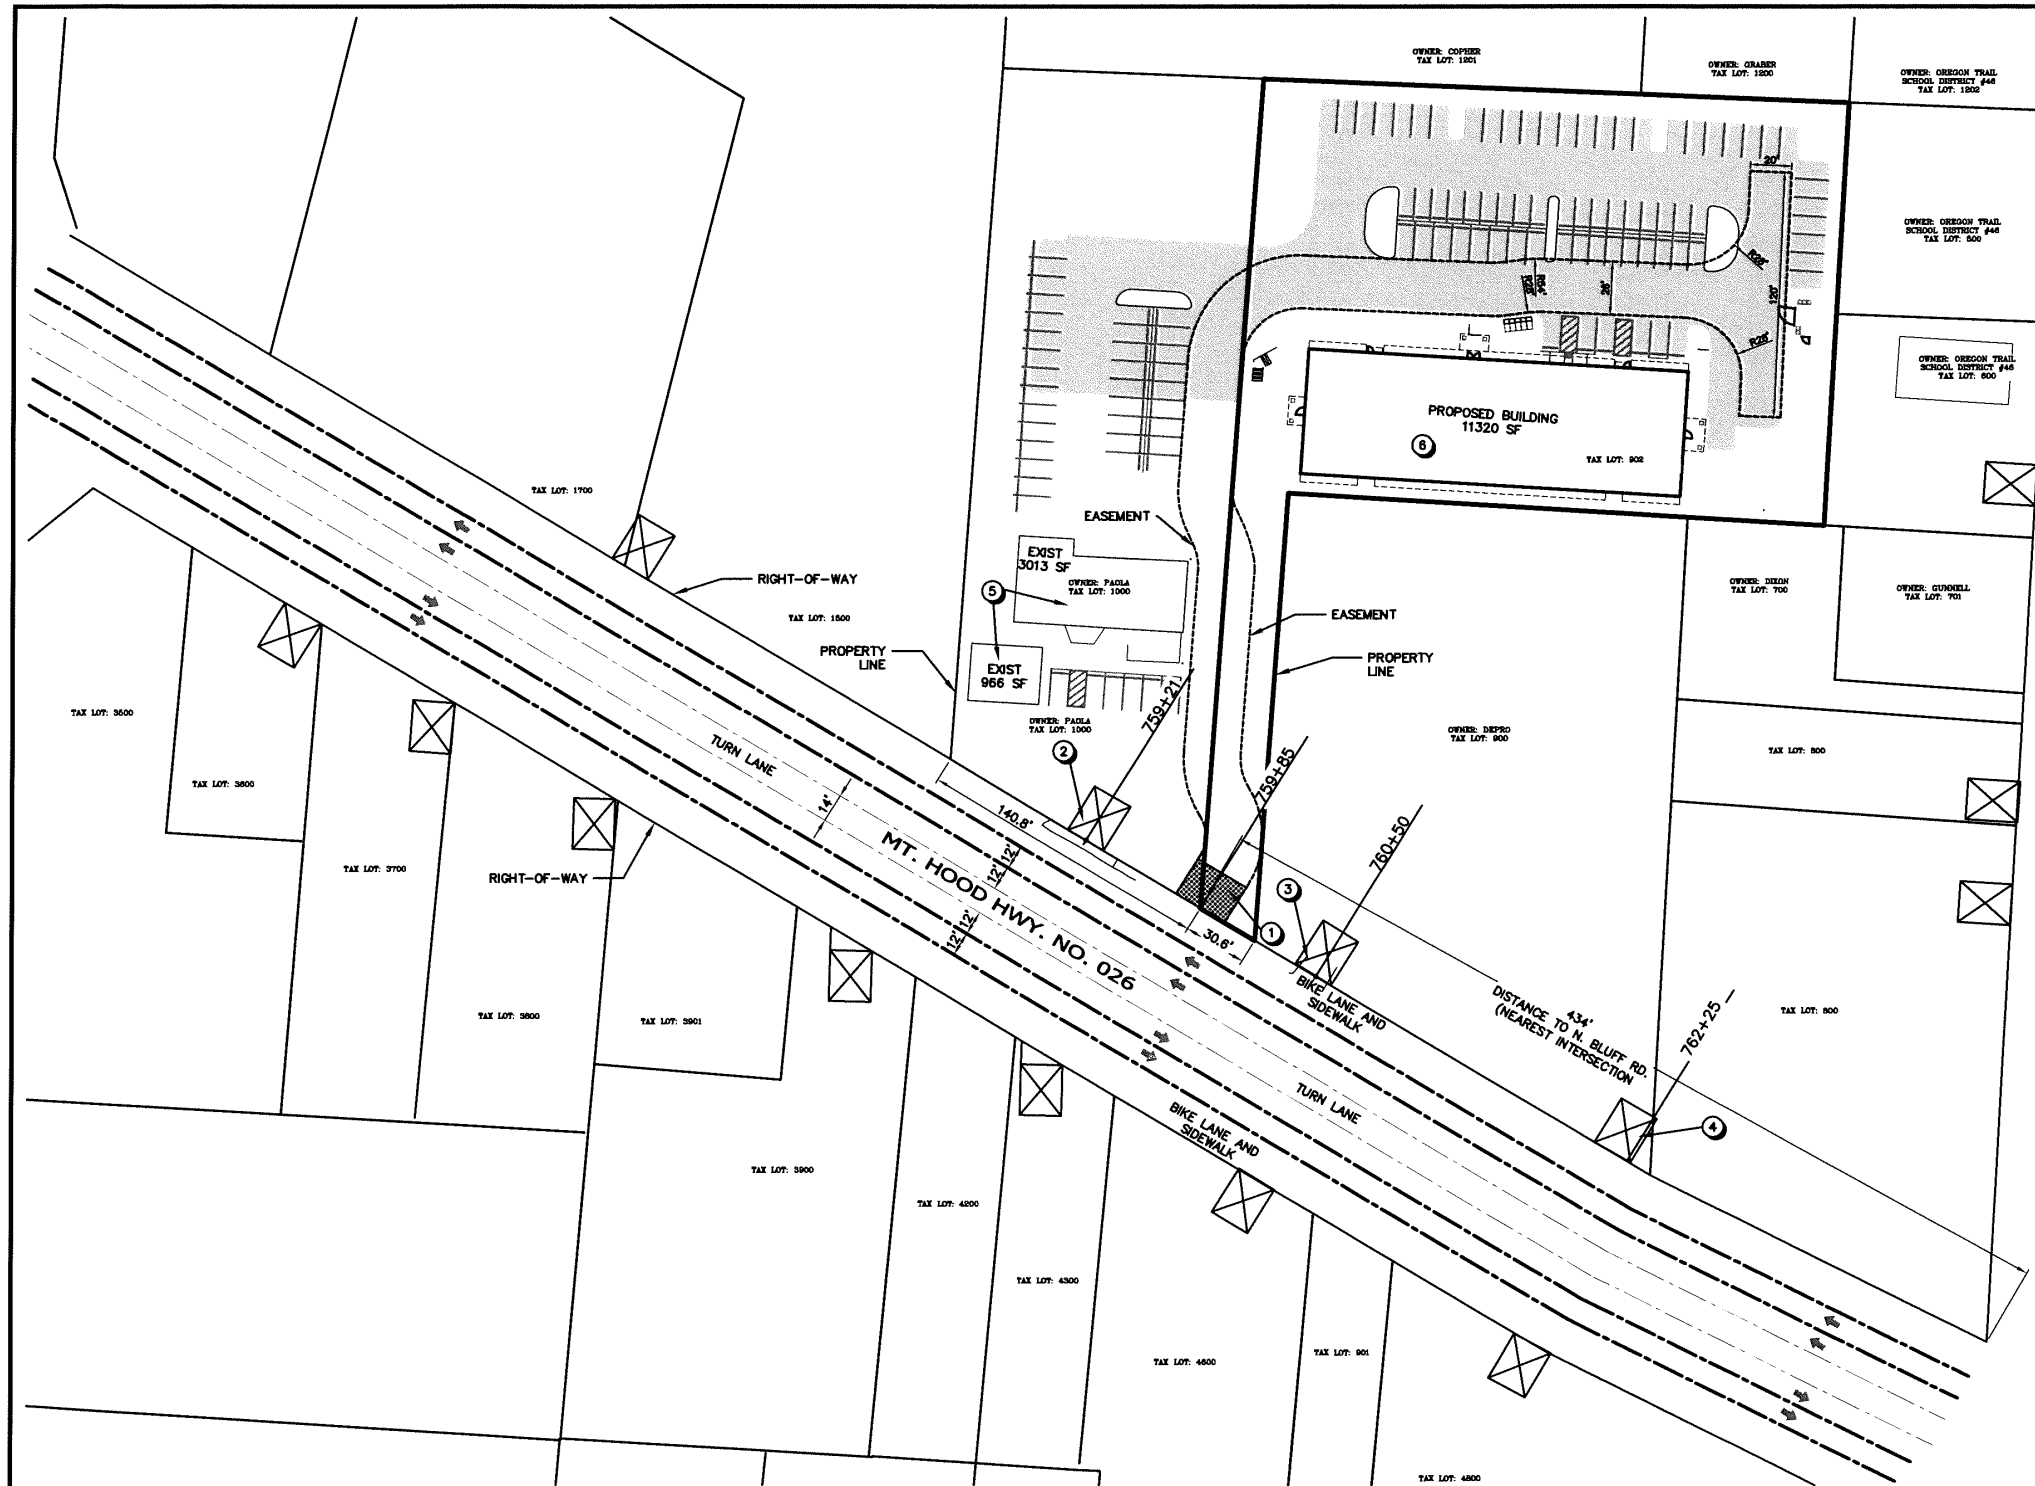 OWNER: COPHER
TAX LOT: 1201
OWNER: GRABER
TAX LOT: 1200
OWNER: OREGON TRAIL
SCHOOL DISTRICT #46
TAX LOT: 1202
20'
OWNER: OREGON TRAIL
SCHOOL DISTRICT #46
TAX LOT: 500
R28'
R54'
R28'
26'
120'
R28'
OWNER: OREGON TRAIL
SCHOOL DISTRICT #46
TAX LOT: 600
PROPOSED BUILDING
11320 SF
6
TAX LOT: 902
TAX LOT: 1700
EASEMENT
EXIST
3013 SF
OWNER: PAOLA
TAX LOT: 1000
5
RIGHT-OF-WAY
TAX LOT: 1500
OWNER: DIXON
TAX LOT: 700
OWNER: GUNNELL
TAX LOT: 701
EASEMENT
PROPERTY
LINE
PROPERTY
LINE
EXIST
966 SF
OWNER: PAOLA
TAX LOT: 1000
2
759+21
OWNER: DEPRO
TAX LOT: 900
TAX LOT: 800
TAX LOT: 3500
TURN LANE
TAX LOT: 3600
14'
140.8'
759+85
760+50
TAX LOT: 3700
RIGHT-OF-WAY
MT. HOOD HWY. NO. 026
12'
12'
12'
12'
3
1
30.6'
BIKE LANE AND
SIDEWALK
434'
DISTANCE TO N. BLUFF RD.
(NEAREST INTERSECTION
762+25
TAX LOT: 800
TAX LOT: 3800
TAX LOT: 3901
TURN LANE
4
BIKE LANE AND
SIDEWALK
TAX LOT: 3900
TAX LOT: 4200
TAX LOT: 4300
TAX LOT: 4600
TAX LOT: 901
TAX LOT: 4800